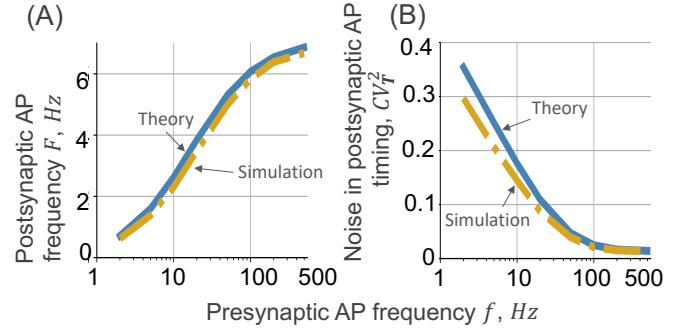 (A)
Postsynaptic AP
frequency F, Hz
6
4
2
0
Theory
Simulation
1 10 100 500
(B)
Noise in postsynaptic AP
timing, CV_T^2
0.4
0.3
0.2
0.1
0.0
Theory
Simulation
1 10 100 500
Presynaptic AP frequency f, Hz